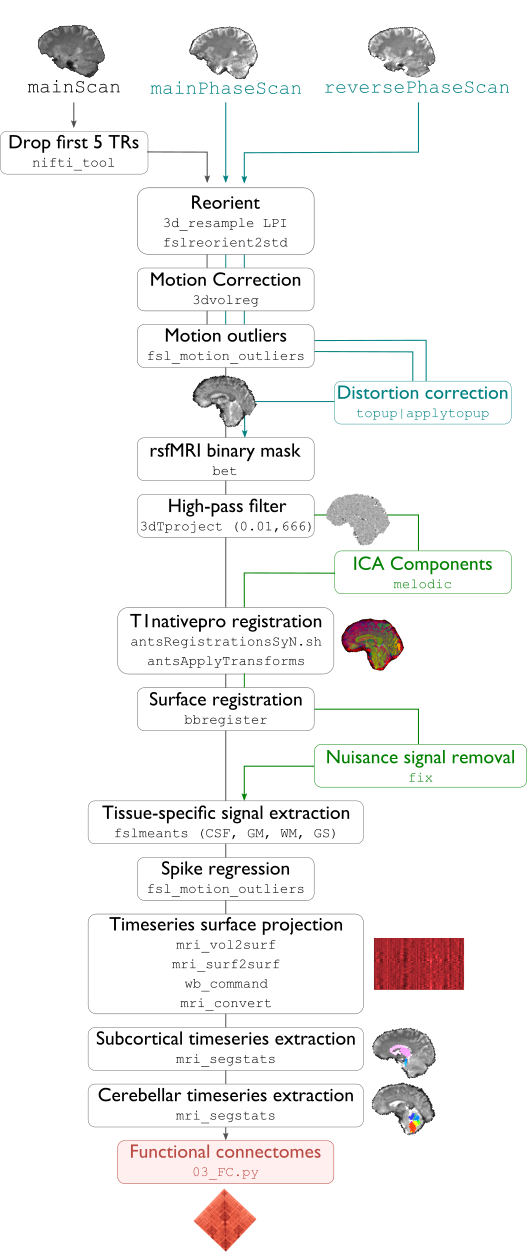 mainScan
mainPhaseScan
reversePhaseScan
Drop first 5 TRs
nifti_tool
Reorient
3d_resample LPI
fslreorient2std
Motion Correction
3dvolreg
Motion outliers
fsl_motion_outliers
Distortion correction
topup|applytopup
rsfMRI binary mask
bet
High-pass filter
3dTproject (0.01,666)
ICA Components
melodic
T1nativepro registration
antsRegistrationsSyN.sh
antsApplyTransforms
Surface registration
bbregister
Nuisance signal removal
fix
Tissue-specific signal extraction
fslmeants (CSF, GM, WM, GS)
Spike regression
fsl_motion_outliers
Timeseries surface projection
mri_vol2surf
mri_surf2surf
wb_command
mri_convert
Subcortical timeseries extraction
mri_segstats
Cerebellar timeseries extraction
mri_segstats
Functional connectomes
03_FC.py